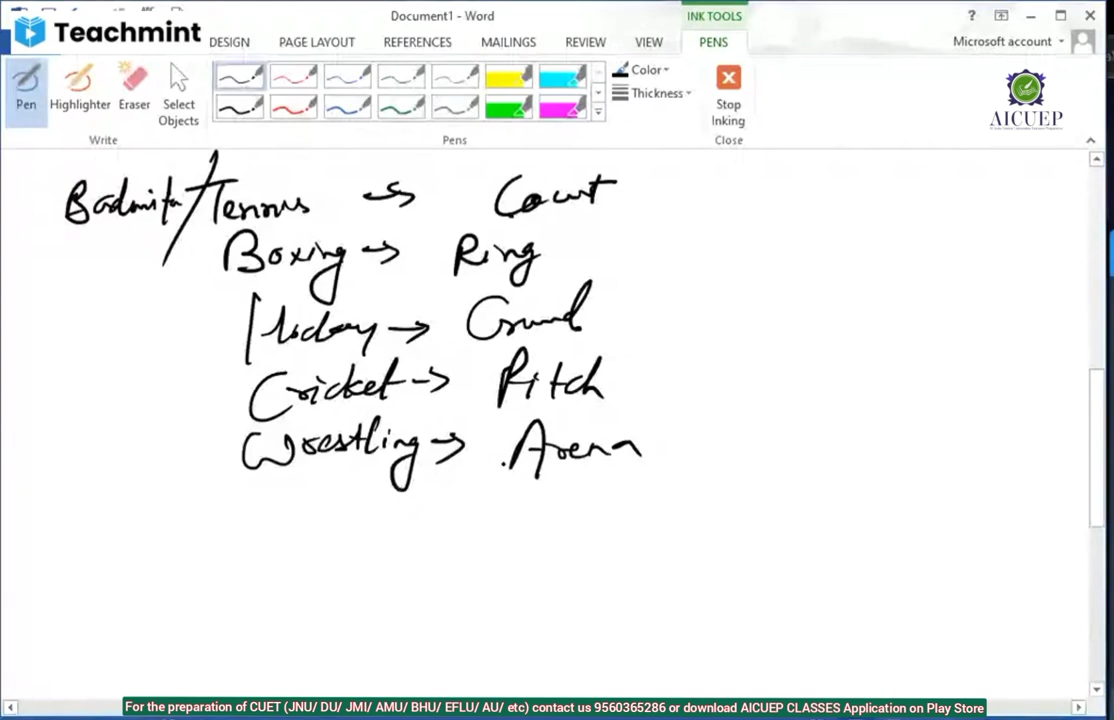 Document1 - Word
INK TOOLS
Teachmint
DESIGN PAGE LAYOUT REFERENCES MAILINGS REVIEW VIEW PENS
Microsoft account
Pen Highlighter Eraser Select Objects
Color
Thickness
Stop Inking
AICUEP
Write Pens Close
Badminton/Tennis → Court
Boxing → Ring
Hockey → Ground
Cricket → Pitch
Wrestling → Arena
For the preparation of CUET (JNU/ DU/ JMI/ AMU/ BHU/ EFLU/ AU/ etc) contact us 9560365286 or download AICUEP CLASSES Application on Play Store